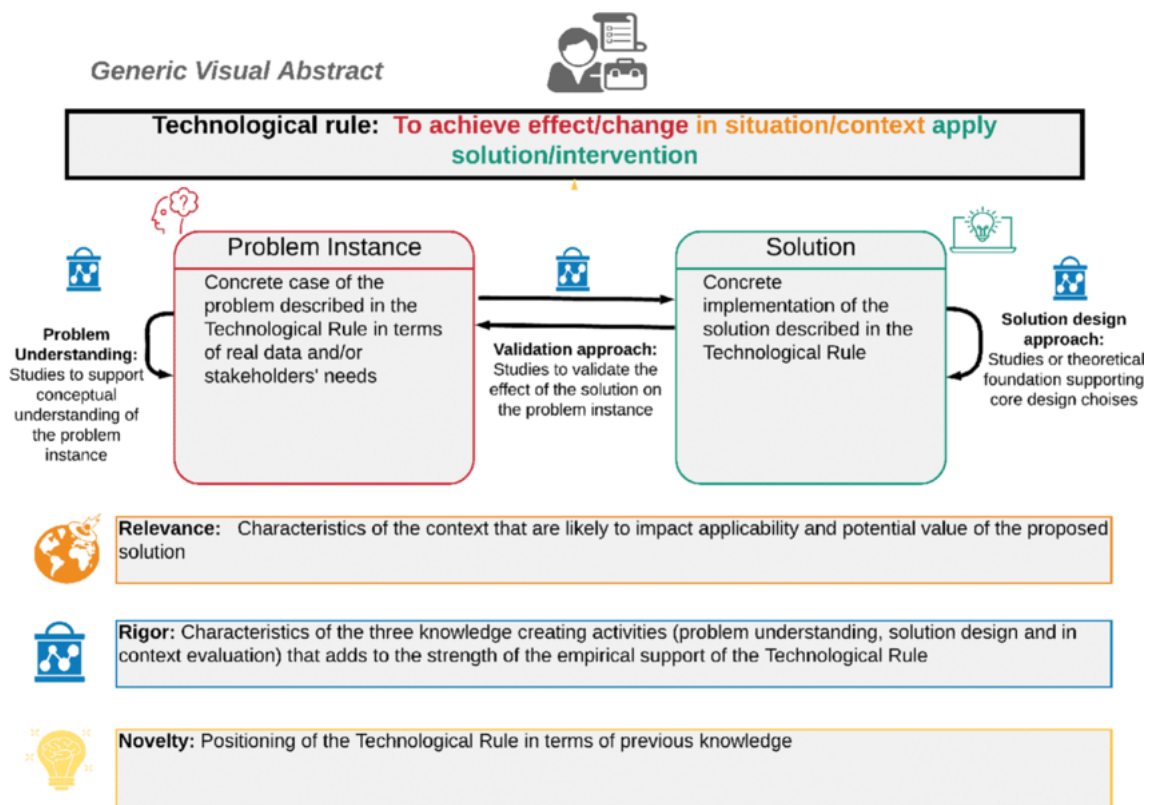 Generic Visual Abstract
Technological rule: To achieve effect/change in situation/context apply
solution/intervention
?
Problem Instance
Concrete case of the
problem described in the
Technological Rule in terms
of real data and/or
stakeholders' needs
Solution
Concrete
implementation of the
solution described in the
Technological Rule
Problem
Understanding:
Studies to support
conceptual
understanding of
the problem
instance
Validation approach:
Studies to validate the
effect of the solution on
the problem instance
Solution design
approach:
Studies or theoretical
foundation supporting
core design choises
Relevance: Characteristics of the context that are likely to impact applicability and potential value of the proposed
solution
Rigor: Characteristics of the three knowledge creating activities (problem understanding, solution design and in
context evaluation) that adds to the strength of the empirical support of the Technological Rule
Novelty: Positioning of the Technological Rule in terms of previous knowledge